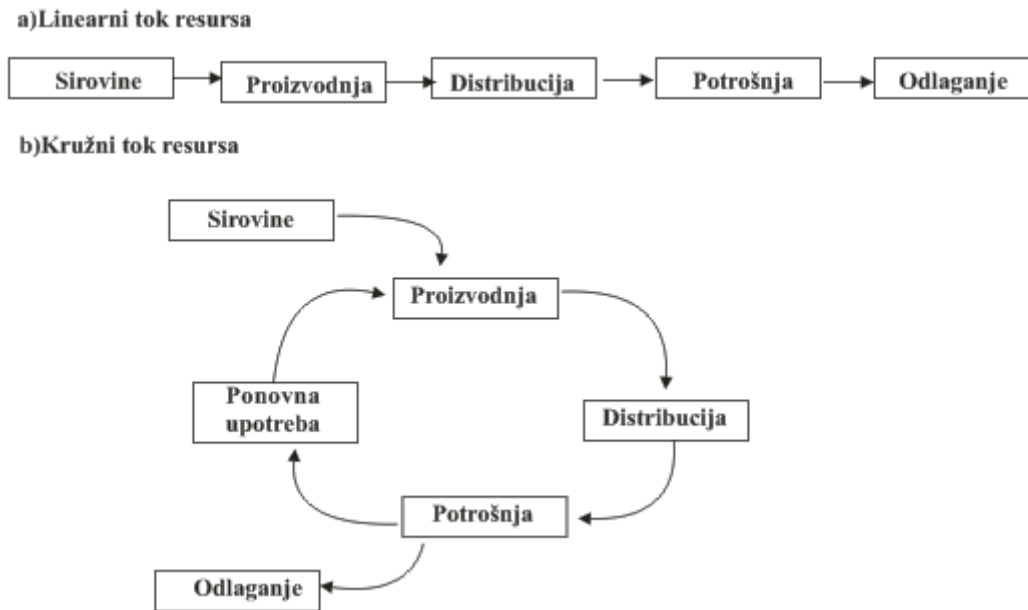 a)Linearni tok resursa
Sirovine
Proizvodnja
Distribucija
Potrošnja
Odlaganje
b)Kružni tok resursa
Sirovine
Proizvodnja
Ponovna
upotreba
Distribucija
Potrošnja
Odlaganje